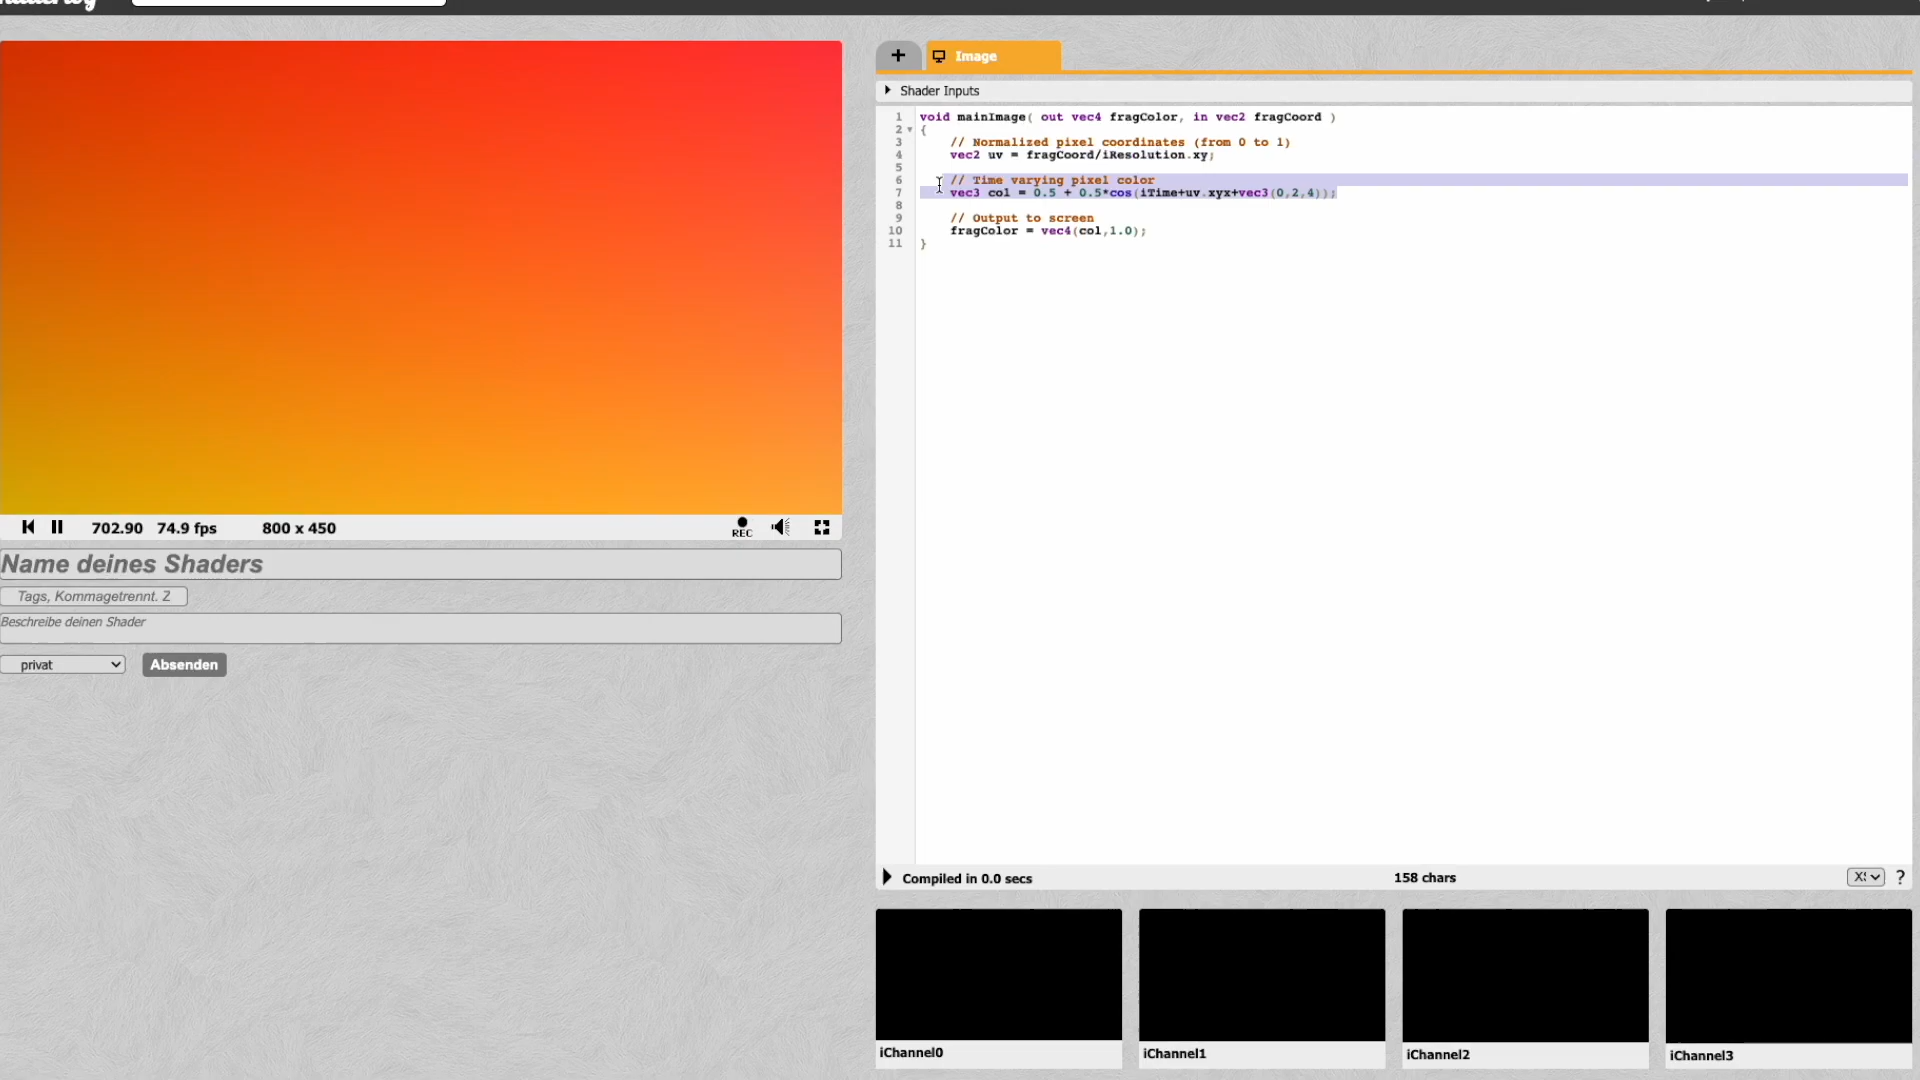 Image
Shader Inputs
1 void mainImage( out vec4 fragColor, in vec2 fragCoord )
2 {
3 // Normalized pixel coordinates (from 0 to 1)
4 vec2 uv = fragCoord/iResolution.xy;
5
6 // Time varying pixel color
7 vec3 col = 0.5 + 0.5*cos(iTime+uv.xyx+vec3(0,2,4));
8
9 // Output to screen
10 fragColor = vec4(col,1.0);
11 }
702.90 74.9 fps 800 x 450
REC
Name deines Shaders
Tags, Kommagetrennt. Z
Beschreibe deinen Shader
privat
Absenden
Compiled in 0.0 secs
158 chars
?
iChannel0
iChannel1
iChannel2
iChannel3